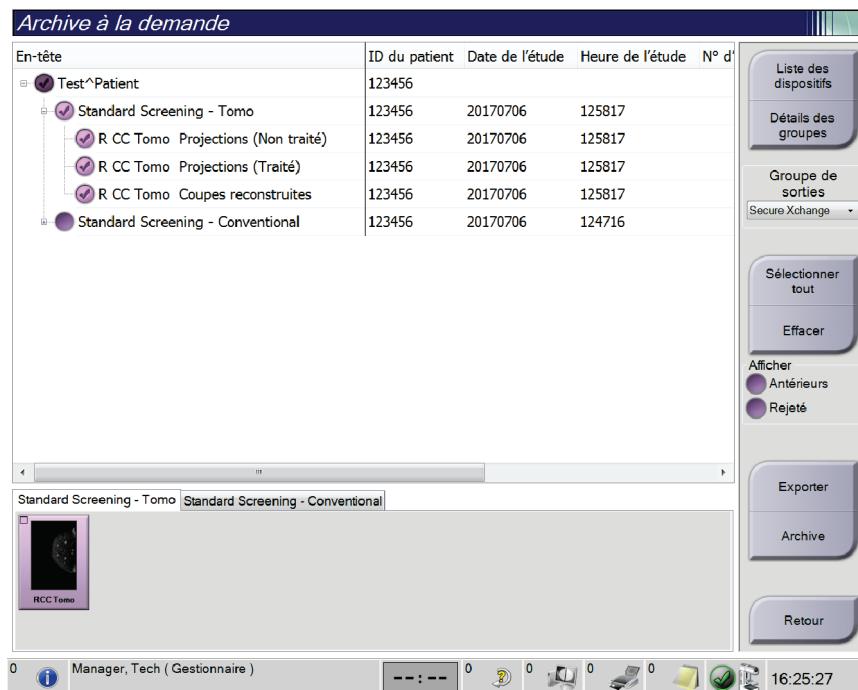 Archive à la demande
En-tête ID du patient Date de l'étude Heure de l'étude N° d'
Test^Patient 123456
Standard Screening - Tomo 123456 20170706 125817
R CC Tomo Projections (Non traité) 123456 20170706 125817
R CC Tomo Projections (Traité) 123456 20170706 125817
R CC Tomo Coupes reconstruites 123456 20170706 125817
Standard Screening - Conventional 123456 20170706 124716
Liste des
dispositifs
Détails des
groupes
Groupe de
sorties
Secure Xchange
Sélectionner
tout
Effacer
Afficher
Antérieurs
Rejeté
Exporter
Archive
Retour
Standard Screening - Tomo Standard Screening - Conventional
RCC Tomo
0 Manager, Tech ( Gestionnaire ) --:-- 0 0 0 0 16:25:27